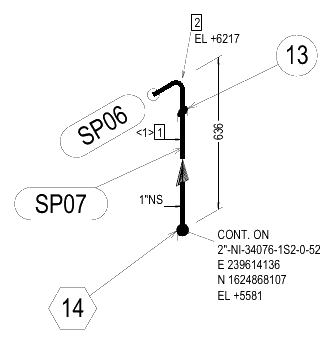 2
EL +6217
13
SP06
<1> 1
636
SP07
1"NS
CONT. ON
2"-NI-34076-1S2-0-52
E 239614136
N 1624868107
EL +5581
14